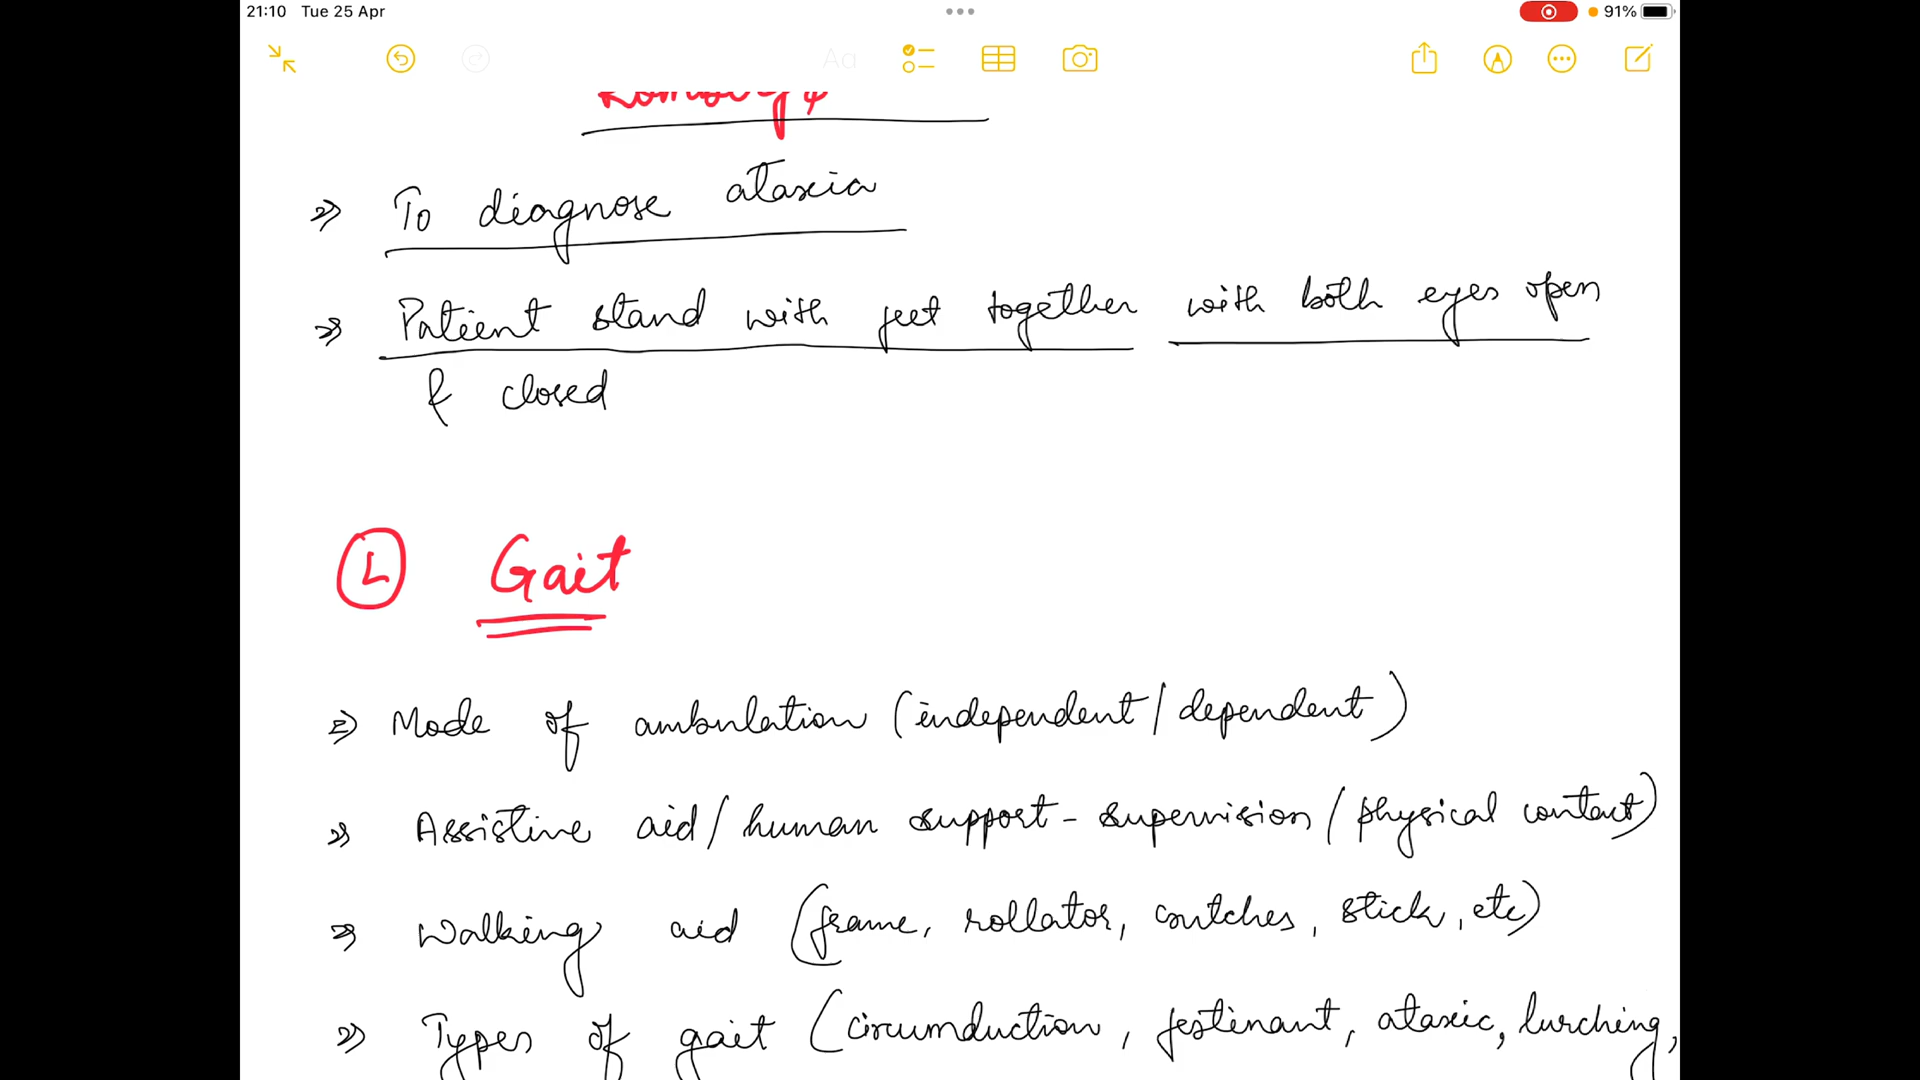 21:10 Tue 25 Apr
91%
Aa
⇒ To diagnose ataxia
⇒ Patient stand with feet together with both eyes open
& closed
L Gait
⇒ Mode of ambulation (independent/dependent)
⇒ Assistive aid/human support - supervision/physical contact)
⇒ Walking aid (frame, rollator, crutches, stick, etc)
⇒ Types of gait (circumduction, festinant, ataxic, lurching,